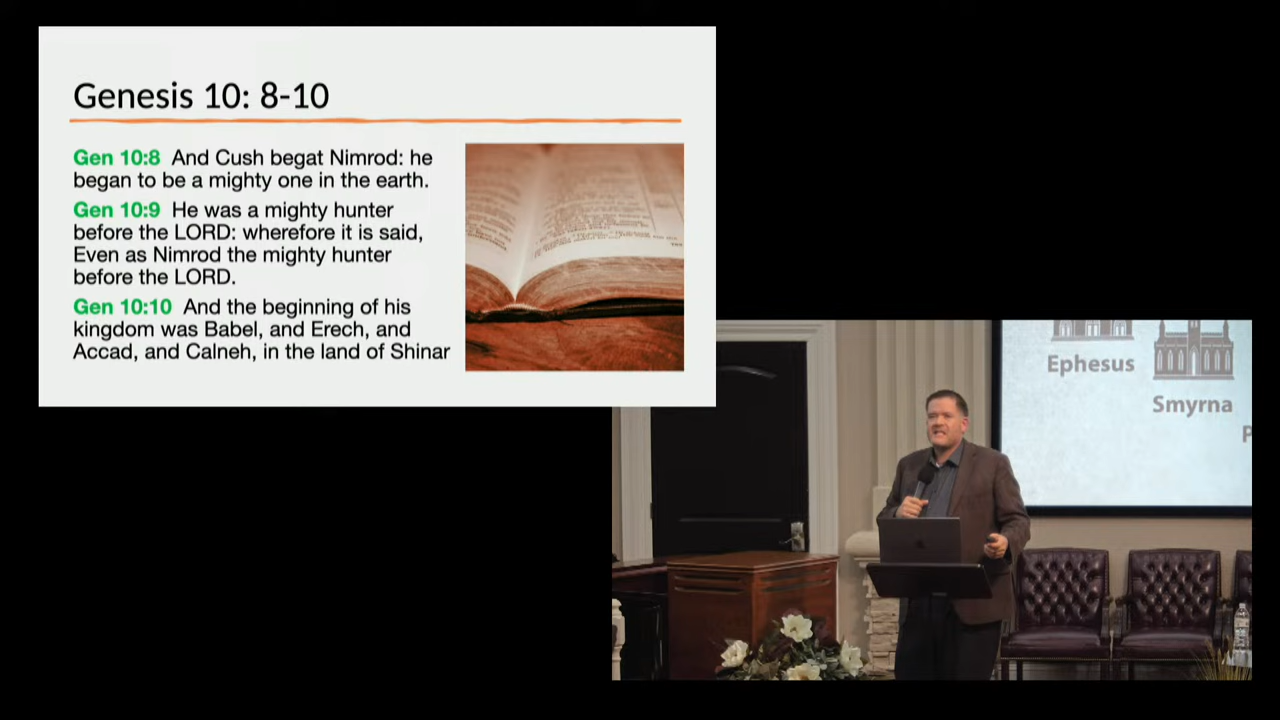 Genesis 10: 8-10
Gen 10:8 And Cush begat Nimrod: he
began to be a mighty one in the earth.
Gen 10:9 He was a mighty hunter
before the LORD: wherefore it is said,
Even as Nimrod the mighty hunter
before the LORD.
Gen 10:10 And the beginning of his
kingdom was Babel, and Erech, and
Accad, and Calneh, in the land of Shinar
Ephesus
Smyrna
P